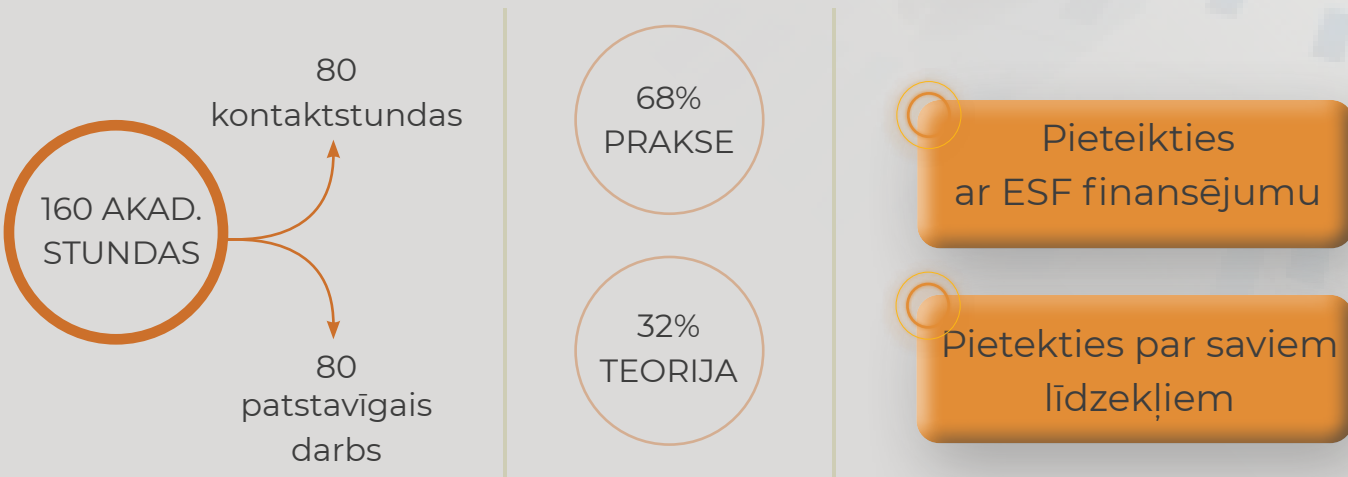 160 AKAD.
STUNDAS
80
kontaktstundas
80
patstavīgais
darbs
68%
PRAKSE
32%
TEORIJA
Pieteikties
ar ESF finansējumu
Pietekties par saviem
līdzekļiem